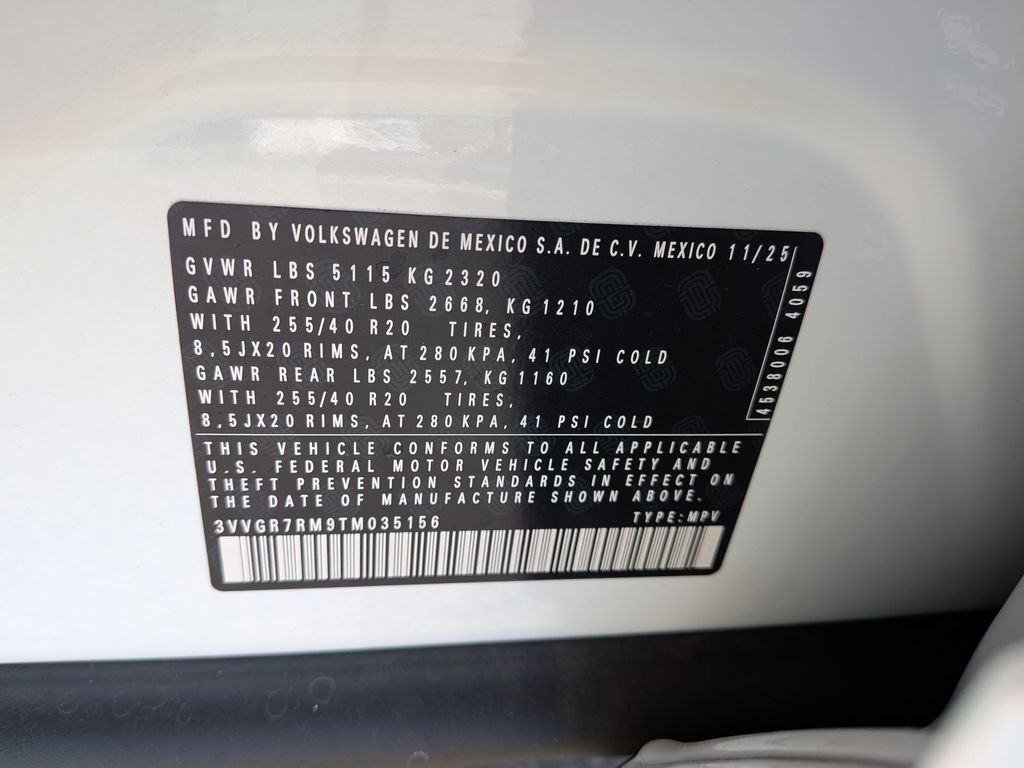 MFD BY VOLKSWAGEN DE MEXICO S.A. DE C.V. MEXICO 11/25
GVWR LBS 5115 KG 2320
GAWR FRONT LBS 2668, KG 1210
WITH 255/40 R20 TIRES,
8,5JX20 RIMS, AT 280 KPA, 41 PSI COLD
GAWR REAR LBS 2557, KG 1160
WITH 255/40 R20 TIRES,
8,5JX20 RIMS, AT 280 KPA, 41 PSI COLD
4538006 4059
THIS VEHICLE CONFORMS TO ALL APPLICABLE
U.S. FEDERAL MOTOR VEHICLE SAFETY AND
THEFT PREVENTION STANDARDS IN EFFECT ON
THE DATE OF MANUFACTURE SHOWN ABOVE.
3VVGR7RM9TM035156 TYPE: MPV